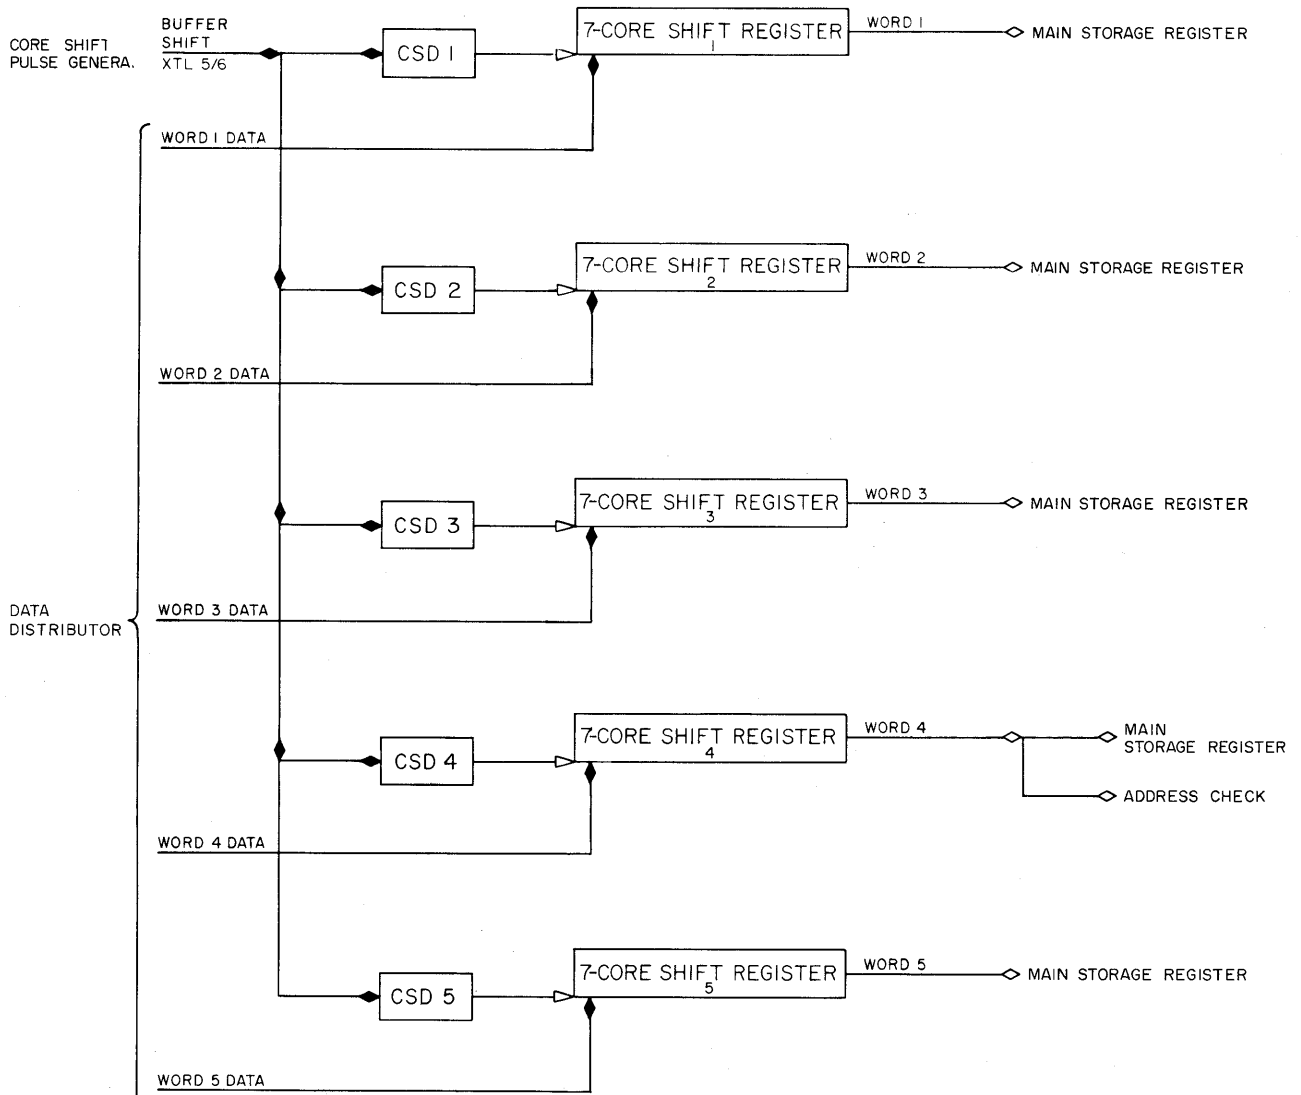 CORE SHIFT
PULSE GENERA.
BUFFER
SHIFT
XTL 5/6
CSD 1
7-CORE SHIFT REGISTER
1
WORD 1
MAIN STORAGE REGISTER
WORD 1 DATA
CSD 2
7-CORE SHIFT REGISTER
2
WORD 2
MAIN STORAGE REGISTER
WORD 2 DATA
CSD 3
7-CORE SHIFT REGISTER
3
WORD 3
MAIN STORAGE REGISTER
DATA
DISTRIBUTOR
WORD 3 DATA
CSD 4
7-CORE SHIFT REGISTER
4
WORD 4
MAIN
STORAGE REGISTER
ADDRESS CHECK
WORD 4 DATA
CSD 5
7-CORE SHIFT REGISTER
5
WORD 5
MAIN STORAGE REGISTER
WORD 5 DATA